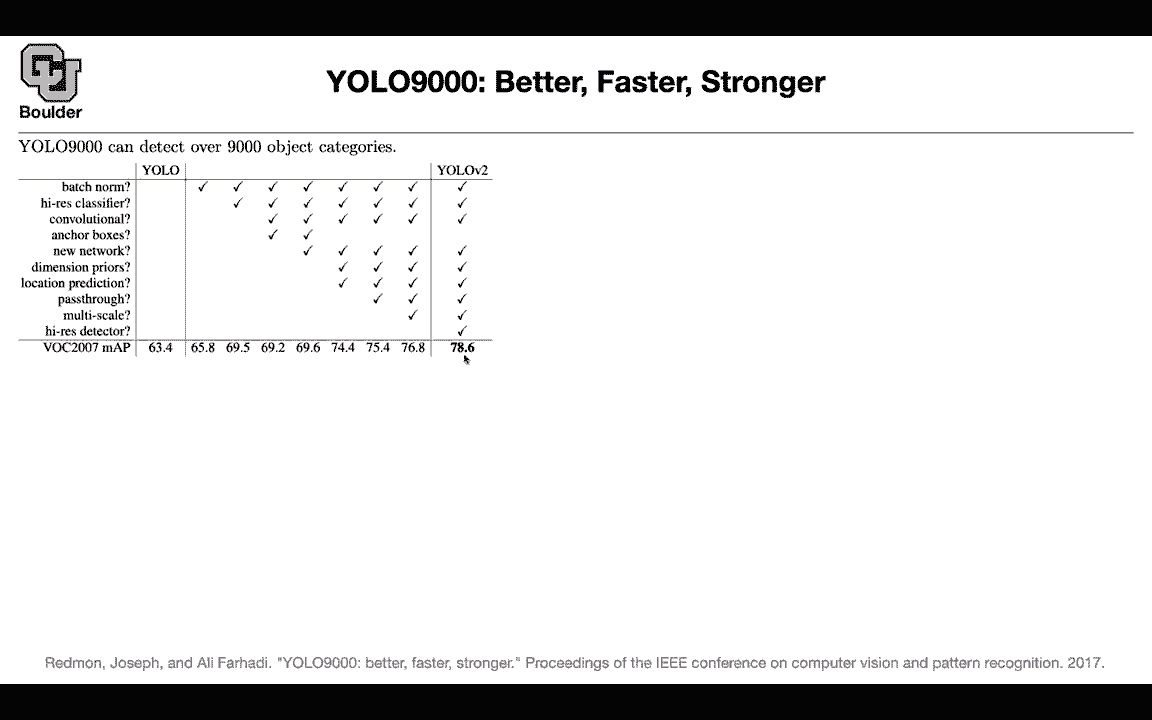 CU
Boulder
YOLO9000: Better, Faster, Stronger
YOLO9000 can detect over 9000 object categories.
YOLO YOLOv2
batch norm? ✓ ✓ ✓ ✓ ✓ ✓ ✓ ✓
hi-res classifier? ✓ ✓ ✓ ✓ ✓ ✓ ✓
convolutional? ✓ ✓ ✓ ✓ ✓ ✓
anchor boxes? ✓ ✓
new network? ✓ ✓ ✓ ✓ ✓
dimension priors? ✓ ✓ ✓ ✓
location prediction? ✓ ✓ ✓ ✓
passthrough? ✓ ✓ ✓
multi-scale? ✓ ✓
hi-res detector? ✓
VOC2007 mAP 63.4 65.8 69.5 69.2 69.6 74.4 75.4 76.8 78.6
Redmon, Joseph, and Ali Farhadi. "YOLO9000: better, faster, stronger." Proceedings of the IEEE conference on computer vision and pattern recognition. 2017.